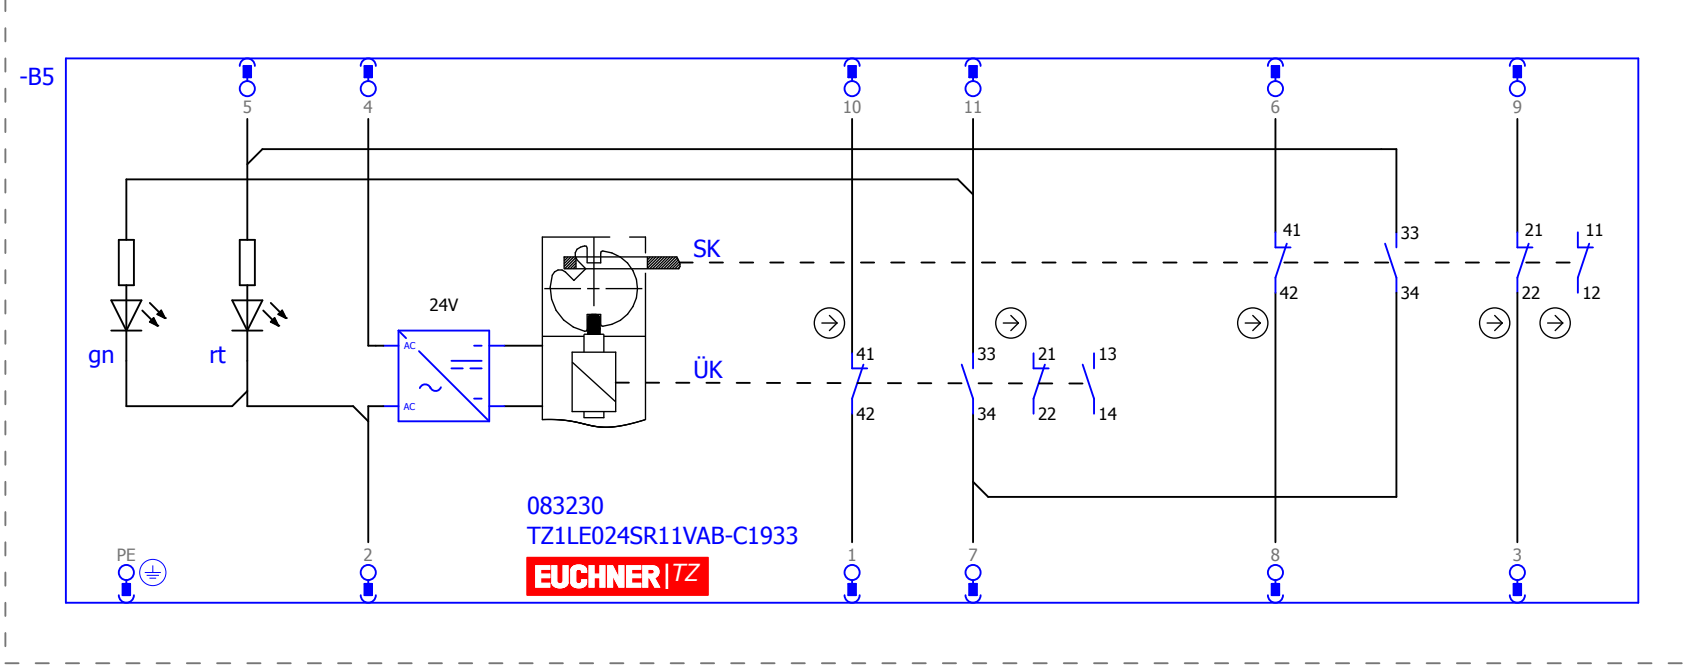 -B5
5 4 10 11 6 9
41 33 21 11
SK
42 34 22 12
24V
gn rt AC ÜK 41 33 21 13
AC 42 34 22 14
083230
TZ1LE024SR11VAB-C1933
PE 2 1 7 8 3
EUCHNER|TZ